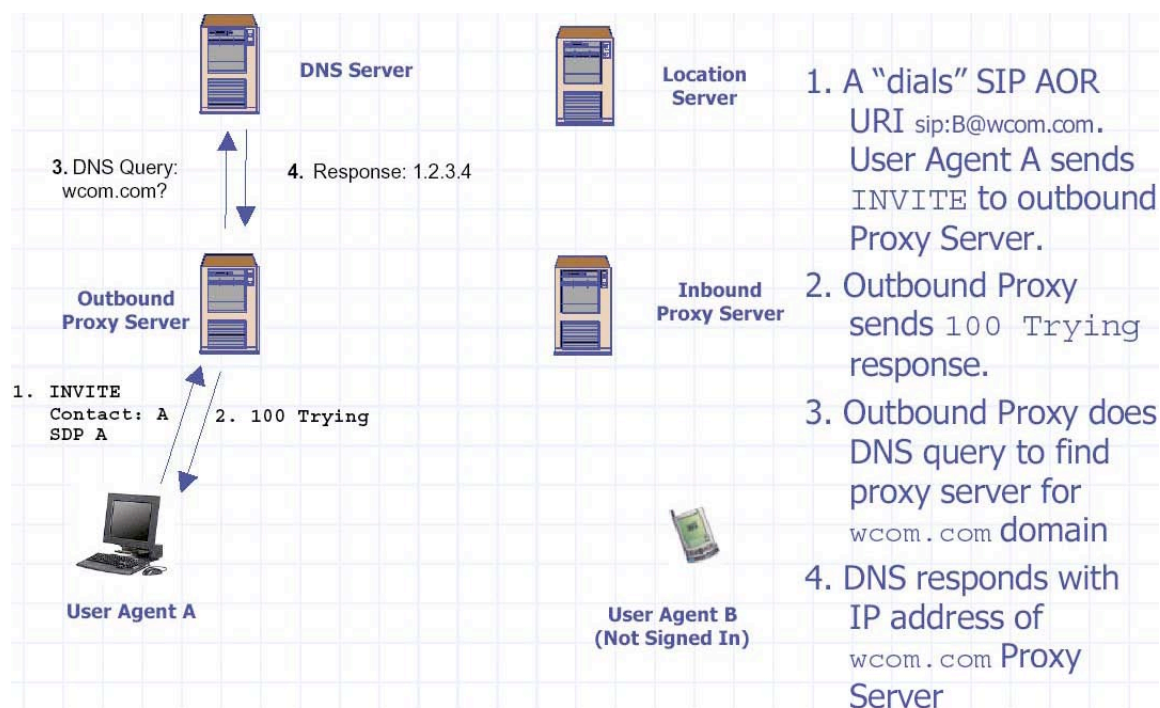 DNS Server
Location
Server
3. DNS Query:
wcom.com?
4. Response: 1.2.3.4
Outbound
Proxy Server
Inbound
Proxy Server
1. INVITE
Contact: A
SDP A
2. 100 Trying
User Agent A
User Agent B
(Not Signed In)
1. A “dials” SIP AOR
URI sip:B@wcom.com.
User Agent A sends
INVITE to outbound
Proxy Server.
2. Outbound Proxy
sends 100 Trying
response.
3. Outbound Proxy does
DNS query to find
proxy server for
wcom.com domain
4. DNS responds with
IP address of
wcom.com Proxy
Server